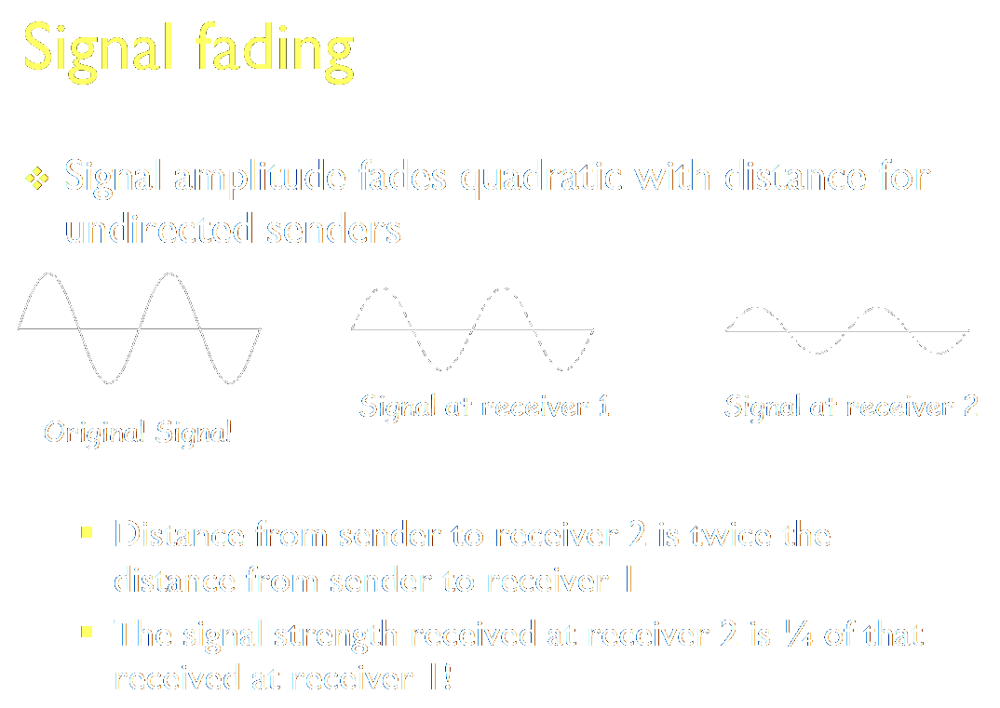 Signal fading
Signal amplitude fades quadratic with distance for
undirected senders
Signal at receiver 1
Signal at receiver 2
Original Signal
Distance from sender to receiver 2 is twice the
distance from sender to receiver 1
The signal strength received at receiver 2 is ¼ of that
received at receiver 1!